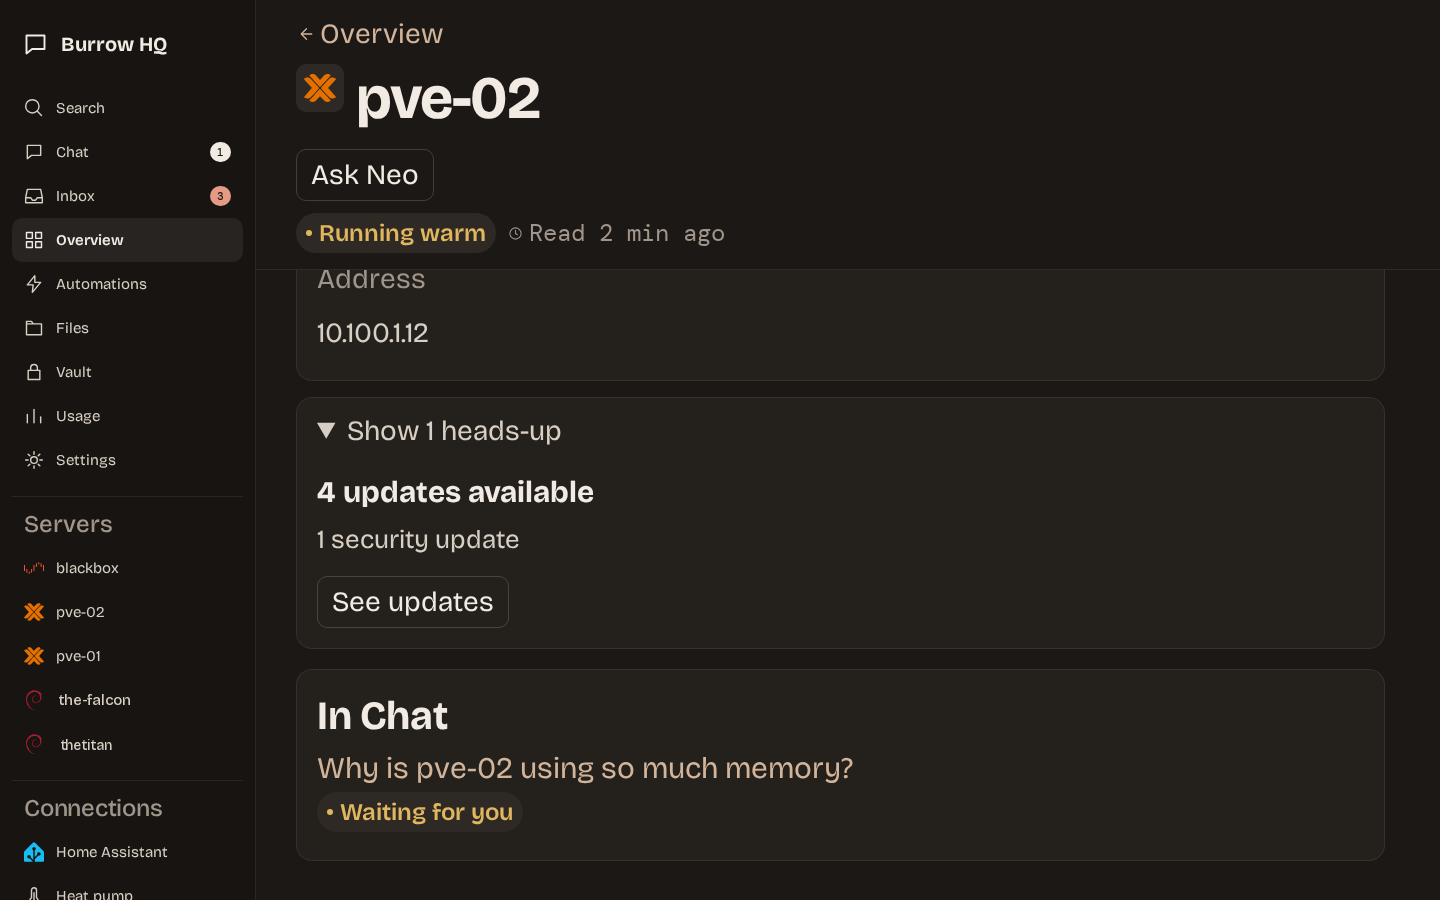 Burrow HQ
Search
Chat 1
Inbox 3
Overview
Automations
Files
Vault
Usage
Settings
Servers
blackbox
pve-02
pve-01
the-falcon
thetitan
Connections
Home Assistant
Heat pump
← Overview
pve-02
Ask Neo
• Running warm
Read 2 min ago
Address
10.100.1.12
▼ Show 1 heads-up
4 updates available
1 security update
See updates
In Chat
Why is pve-02 using so much memory?
• Waiting for you